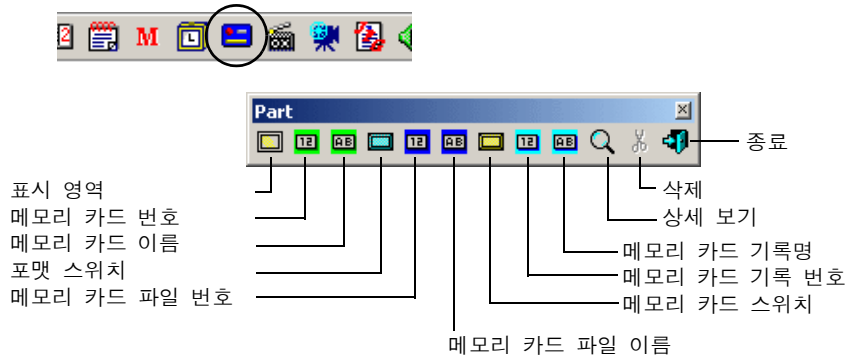 2
M
L
Part
12
AB
12
AB
12
AB
종료
표시 영역
메모리 카드 번호
메모리 카드 이름
포맷 스위치
메모리 카드 파일 번호
삭제
상세 보기
메모리 카드 기록명
메모리 카드 기록 번호
메모리 카드 스위치
메모리 카드 파일 이름